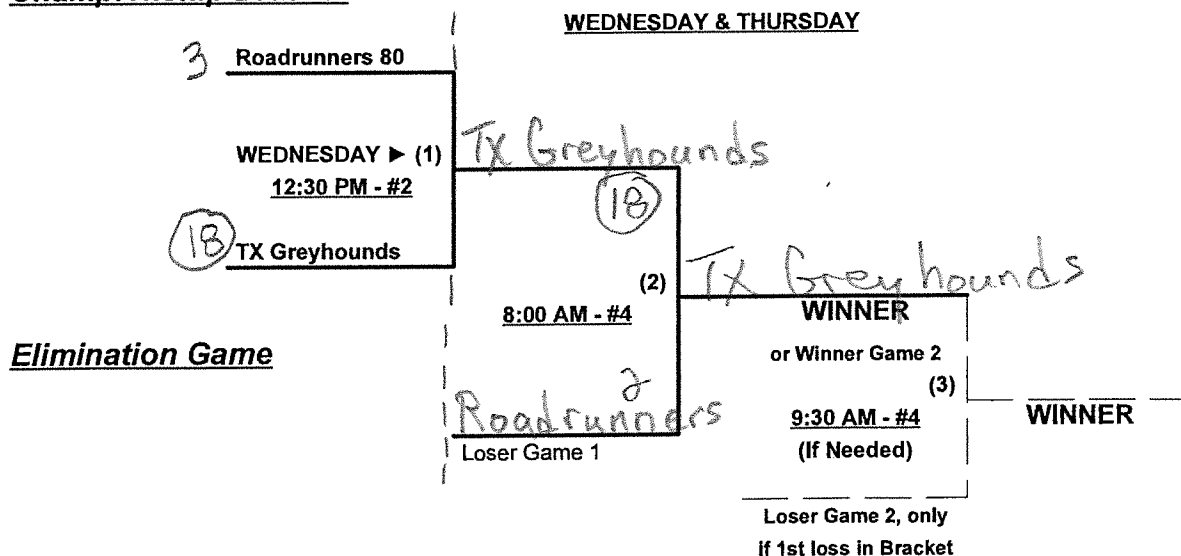 WEDNESDAY & THURSDAY
3 Roadrunners 80
WEDNESDAY ► (1)
12:30 PM - #2
TX Greyhounds
18
18 TX Greyhounds
(2)
8:00 AM - #4
TX Greyhounds
WINNER
Elimination Game
or Winner Game 2
(3)
9:30 AM - #4
(If Needed)
WINNER
2
Roadrunners
Loser Game 1
Loser Game 2, only
if 1st loss in Bracket